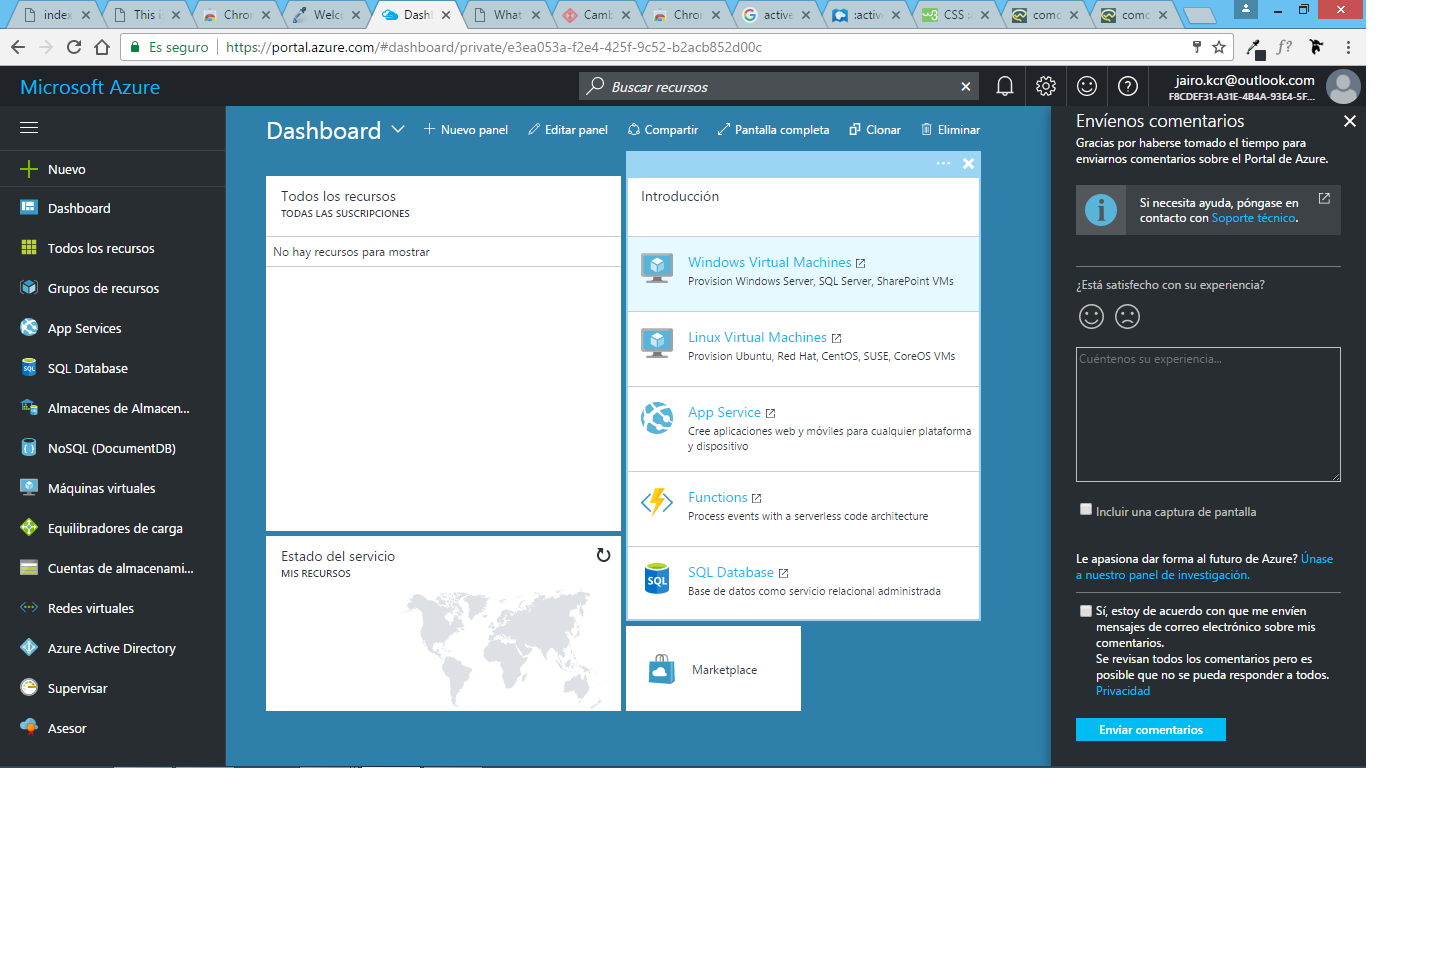 index
This i
Chron
Welco
Dashl
What
Camb
Chron
active
:active
CSS :a
como
como
Es seguro
https://portal.azure.com/#dashboard/private/e3ea053a-f2e4-425f-9c52-b2acb852d00c
f?
Microsoft Azure
Buscar recursos
jairo.kcr@outlook.com
F8CDEF31-A31E-4B4A-93E4-5F...
Nuevo
Dashboard
Todos los recursos
Grupos de recursos
App Services
SQL Database
Almacenes de Almacen...
NoSQL (DocumentDB)
Máquinas virtuales
Equilibradores de carga
Cuentas de almacenami...
Redes virtuales
Azure Active Directory
Supervisar
Asesor
Dashboard
Nuevo panel
Editar panel
Compartir
Pantalla completa
Clonar
Eliminar
Todos los recursos
TODAS LAS SUSCRIPCIONES
No hay recursos para mostrar
Estado del servicio
MIS RECURSOS
Introducción
Windows Virtual Machines
Provision Windows Server, SQL Server, SharePoint VMs
Linux Virtual Machines
Provision Ubuntu, Red Hat, CentOS, SUSE, CoreOS VMs
App Service
Cree aplicaciones web y móviles para cualquier plataforma
y dispositivo
Functions
Process events with a serverless code architecture
SQL
SQL Database
Base de datos como servicio relacional administrada
Marketplace
Envíenos comentarios
Gracias por haberse tomado el tiempo para
enviarnos comentarios sobre el Portal de Azure.
Si necesita ayuda, póngase en
contacto con Soporte técnico.
¿Está satisfecho con su experiencia?
Cuéntenos su experiencia...
Incluir una captura de pantalla
Le apasiona dar forma al futuro de Azure? Únase
a nuestro panel de investigación.
Sí, estoy de acuerdo con que me envíen
mensajes de correo electrónico sobre mis
comentarios.
Se revisan todos los comentarios pero es
posible que no se pueda responder a todos.
Privacidad
Enviar comentarios